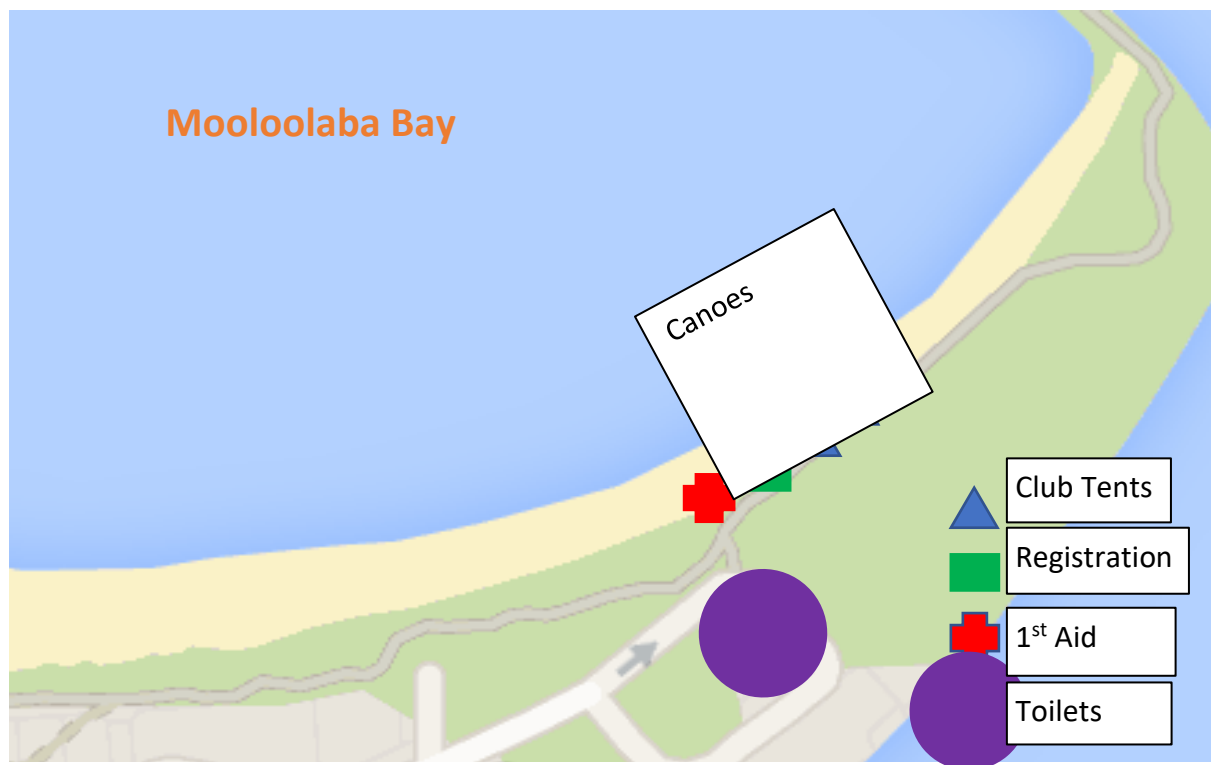 Mooloolaba Bay
Canoes
Club Tents
Registration
1st Aid
Toilets